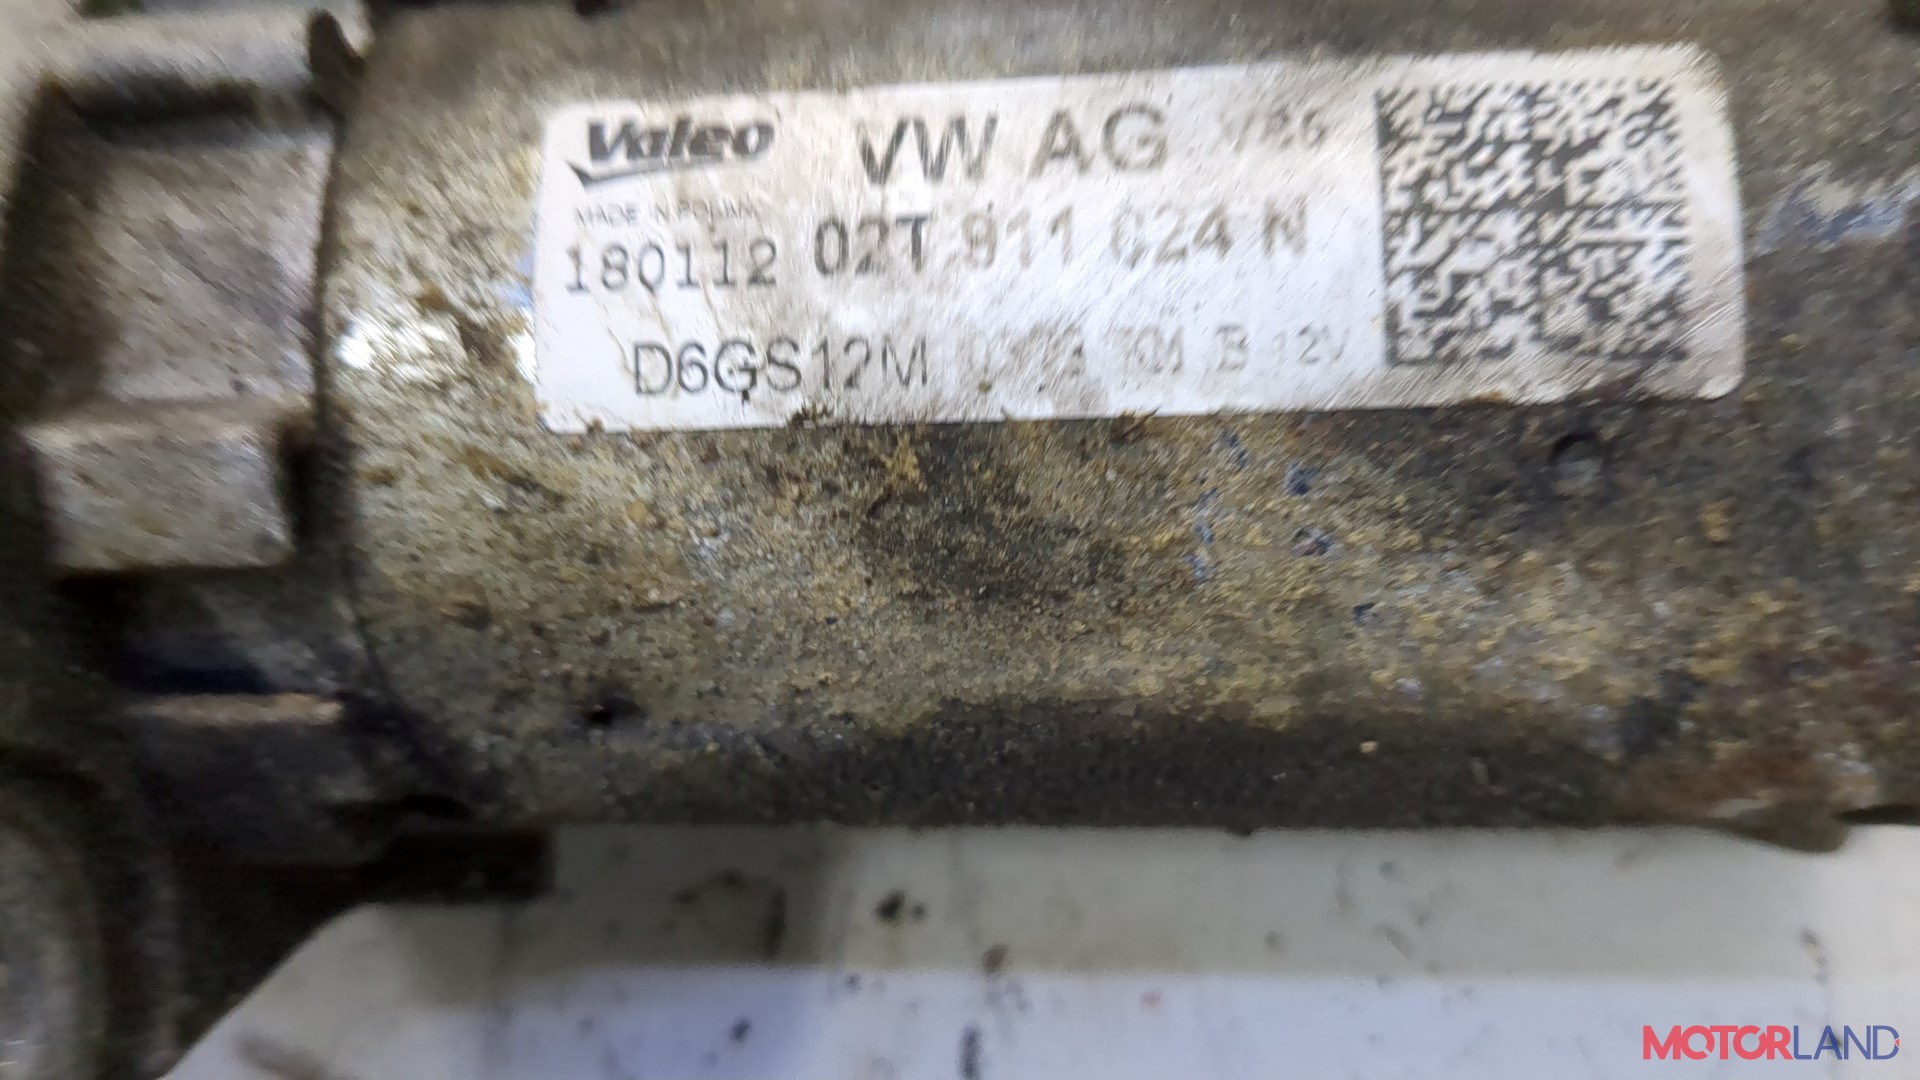 Valeo VW AG
MADE IN POLAND
180112 02T 911 024 N
D6GS12M 12V
MOTORLAND